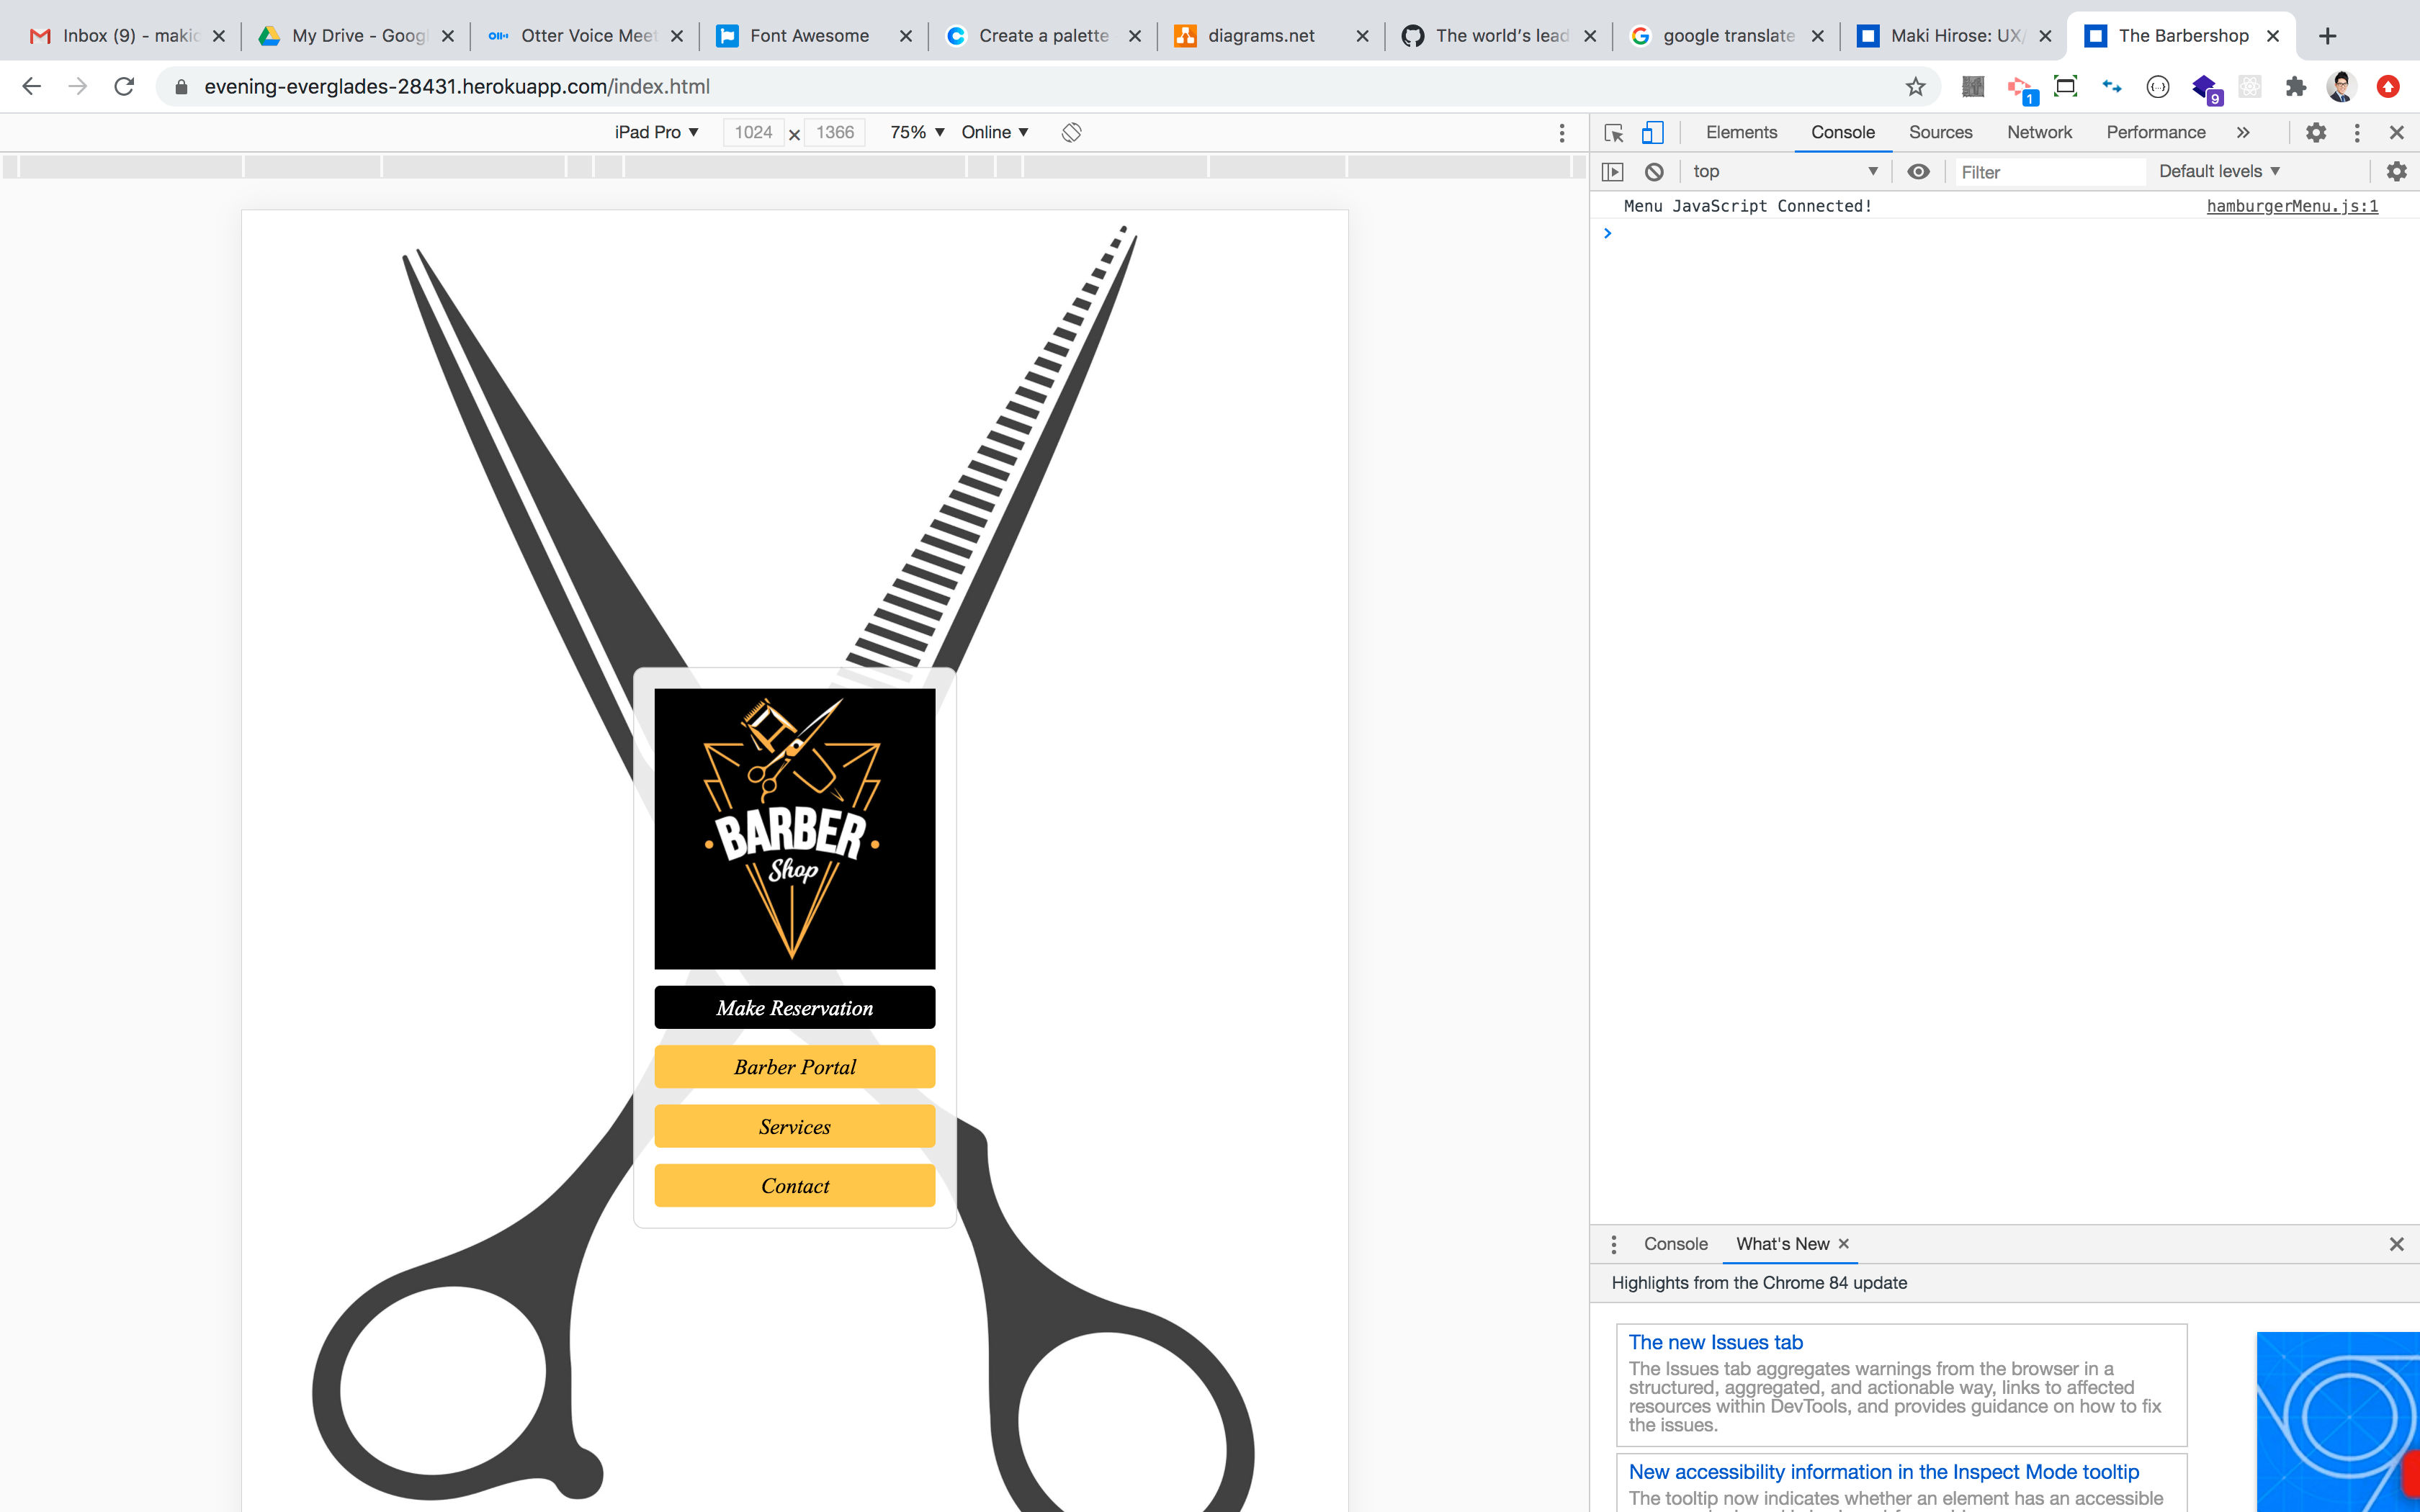 Inbox (9) - maki
My Drive - Googl
Otter Voice Meet
Font Awesome
Create a palette
diagrams.net
The world's lead
google translate
Maki Hirose: UX/
The Barbershop
evening-everglades-28431.herokuapp.com/index.html
1
9
iPad Pro ▼ 1024 × 1366 75% ▼ Online ▼
Elements Console Sources Network Performance »
top ▼ Filter Default levels ▼
Menu JavaScript Connected! hamburgerMenu.js:1
BARBER
Shop
Make Reservation
Barber Portal
Services
Contact
Console What's New
Highlights from the Chrome 84 update
The new Issues tab
The Issues tab aggregates warnings from the browser in a
structured, aggregated, and actionable way, links to affected
resources within DevTools, and provides guidance on how to fix
the issues.
New accessibility information in the Inspect Mode tooltip
The tooltip now indicates whether an element has an accessible